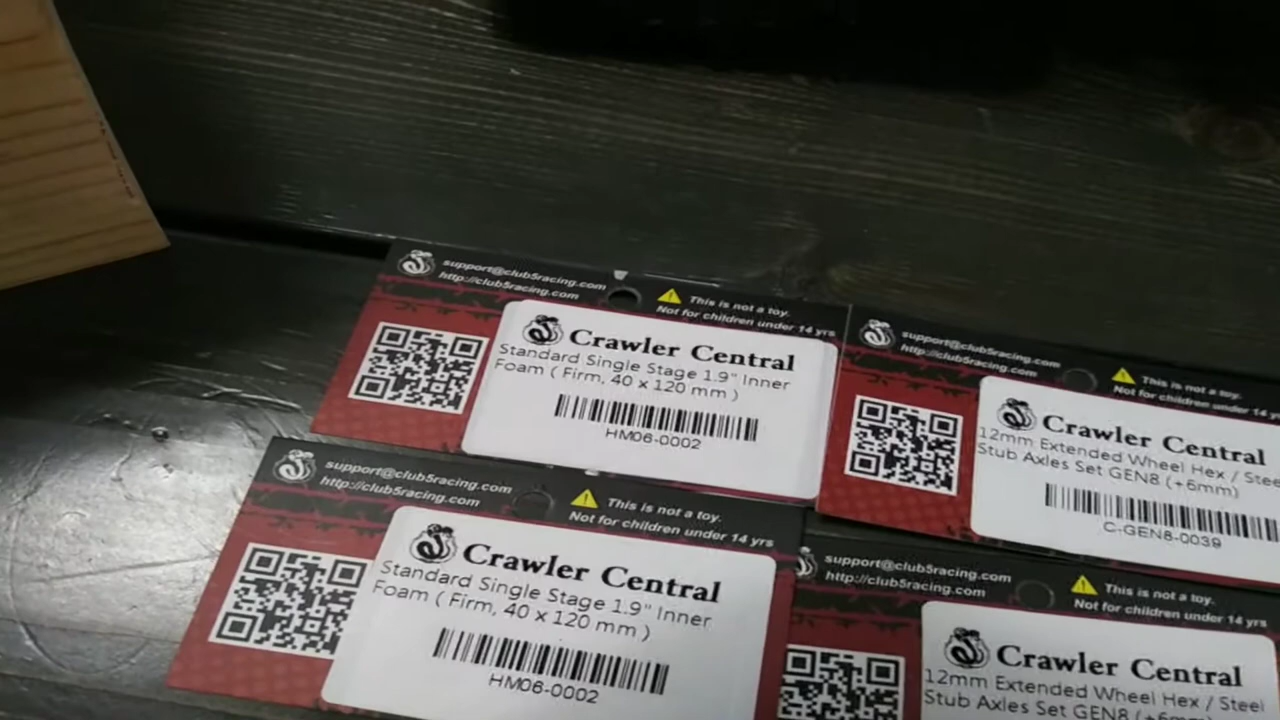 support@club5racing.com
http://club5racing.com
This is not a toy.
Not for children under 14 yrs
Crawler Central
Standard Single Stage 1.9" Inner
Foam ( Firm, 40 x 120 mm )
HM06-0002
support@club5racing.com
http://club5racing.com
This is not a toy.
Not for children under 14 y
Crawler Central
12mm Extended Wheel Hex / Stee
Stub Axles Set GEN8 (+6mm)
C-GEN8-0039
support@club5racing.com
http://club5racing.com
This is not a toy.
Not for children under 14 yrs
Crawler Central
Standard Single Stage 1.9" Inner
Foam ( Firm, 40 x 120 mm )
HM06-0002
support@club5racing.com
http://club5racing.com
This is not a toy.
Not for children under 14 yrs
Crawler Central
12mm Extended Wheel Hex / Steel
Stub Axles Set GEN8